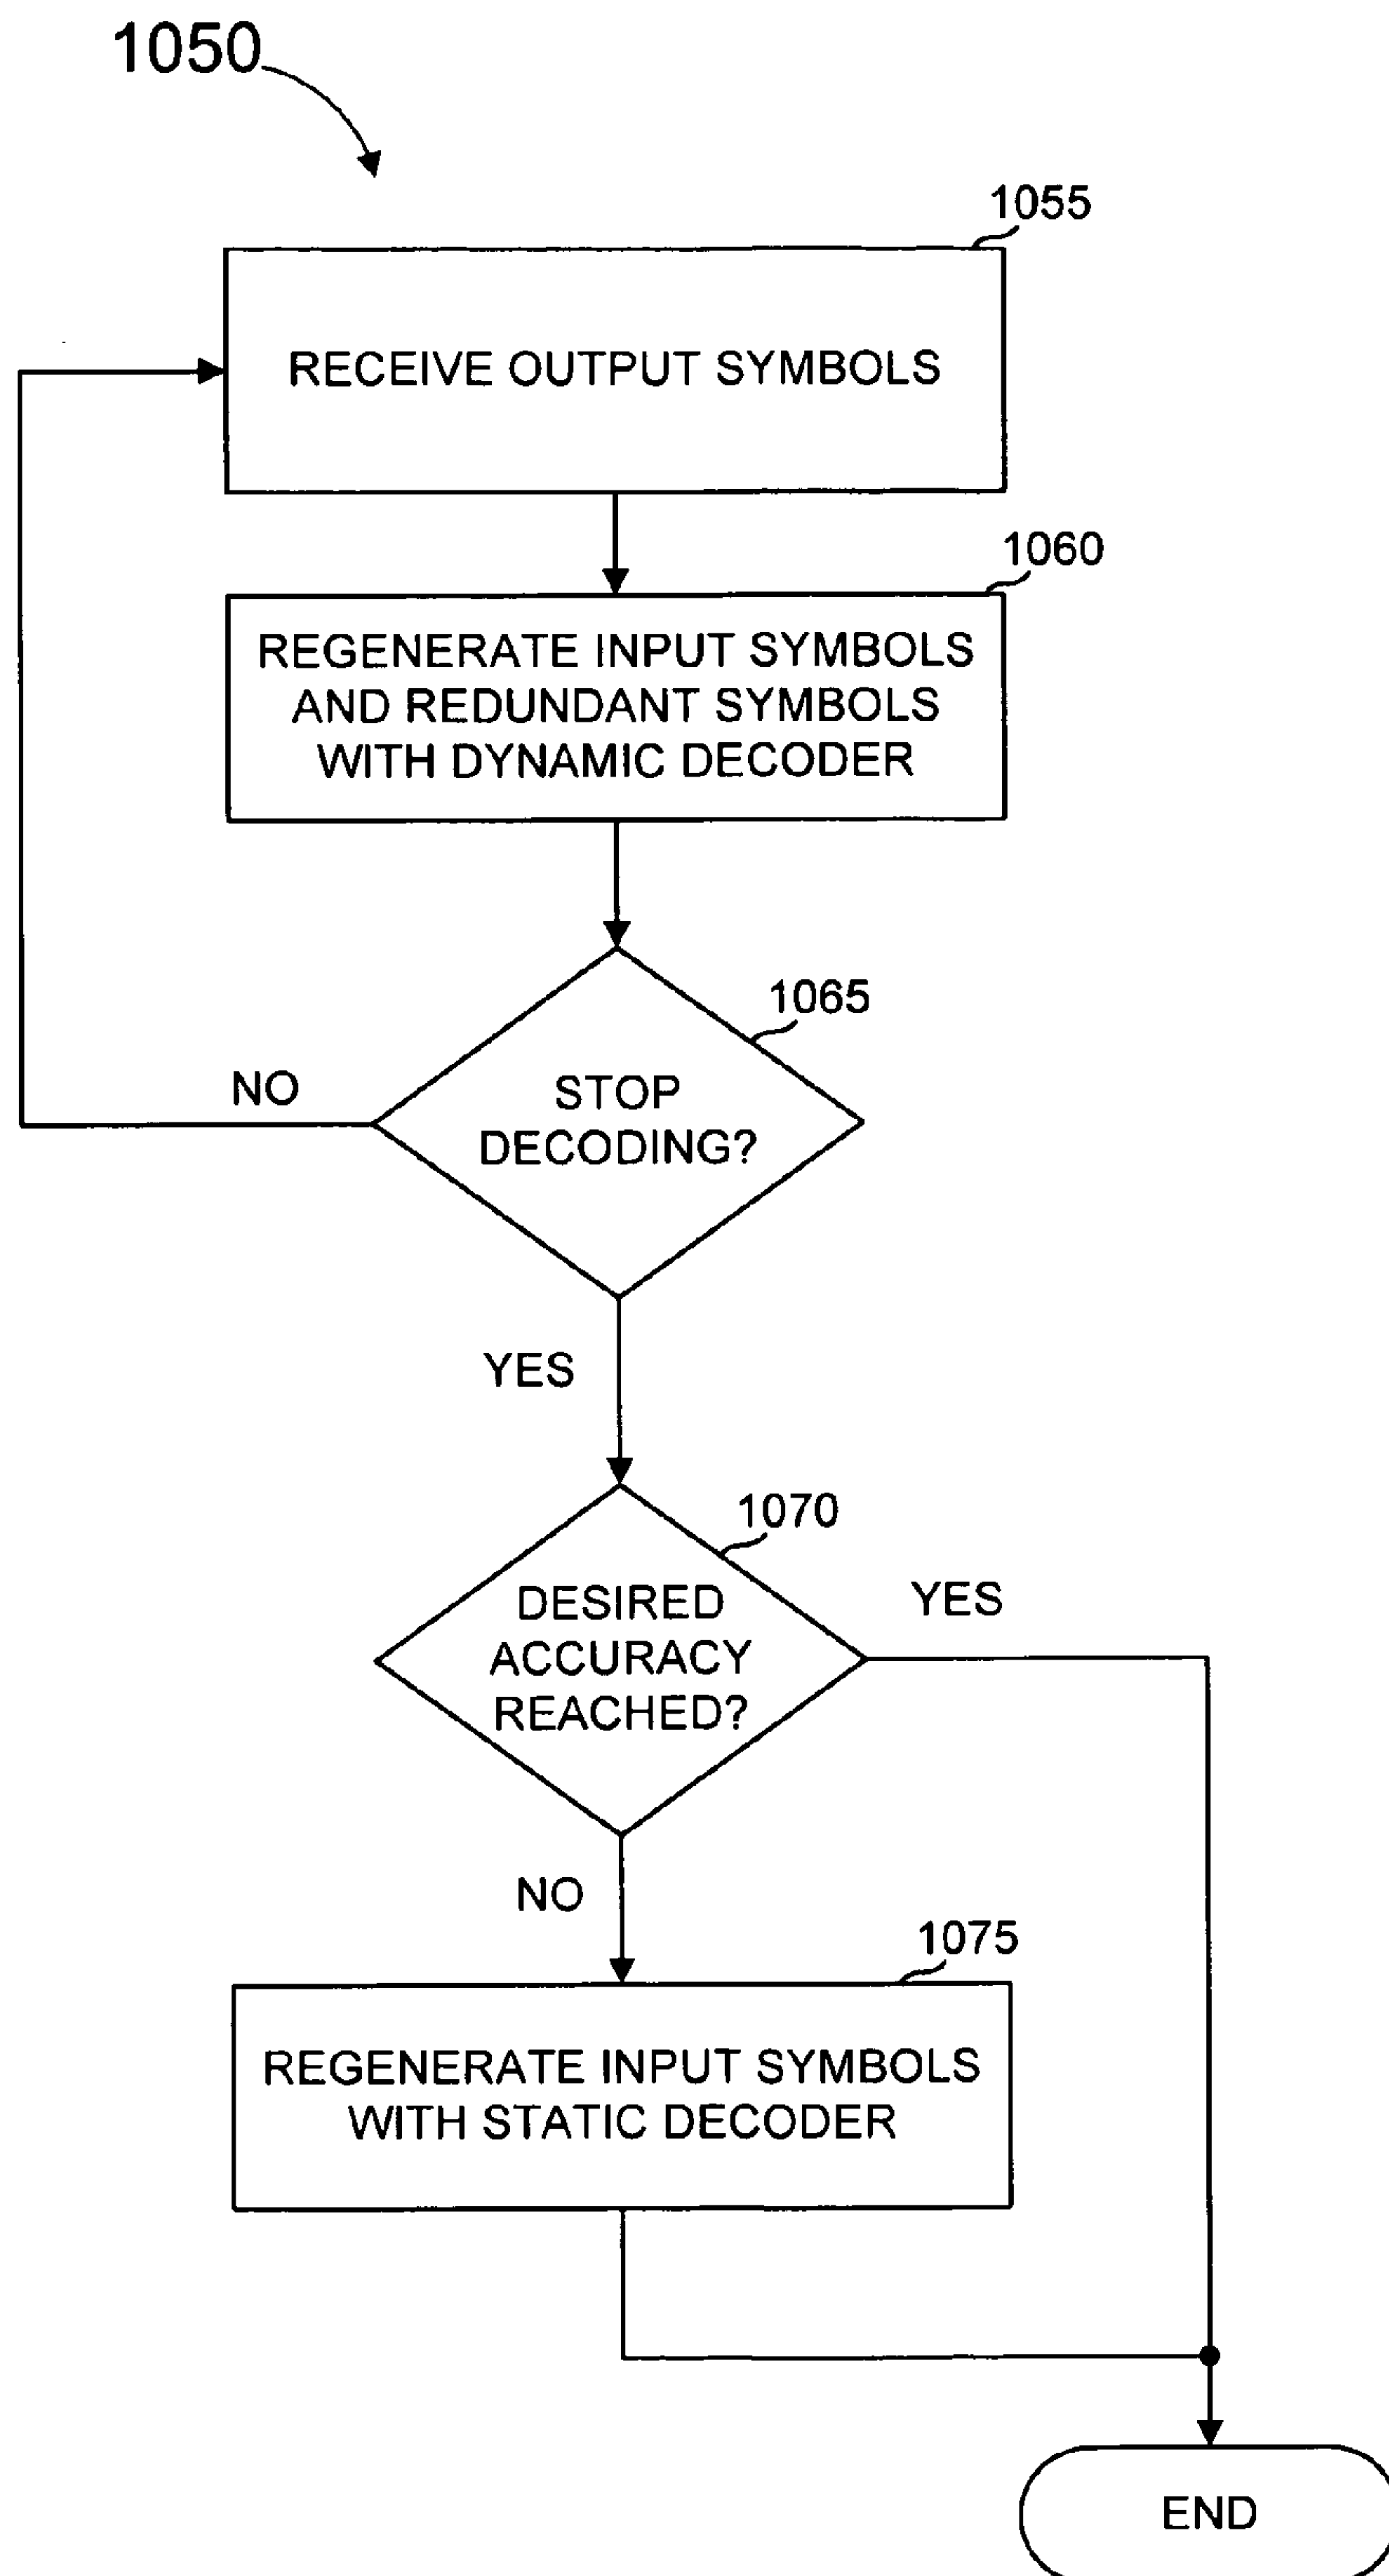 1050
1055
RECEIVE OUTPUT SYMBOLS
1060
REGENERATE INPUT SYMBOLS
AND REDUNDANT SYMBOLS
WITH DYNAMIC DECODER
1065
STOP
DECODING?
NO
YES
1070
DESIRED
ACCURACY
REACHED?
YES
NO
1075
REGENERATE INPUT SYMBOLS
WITH STATIC DECODER
END